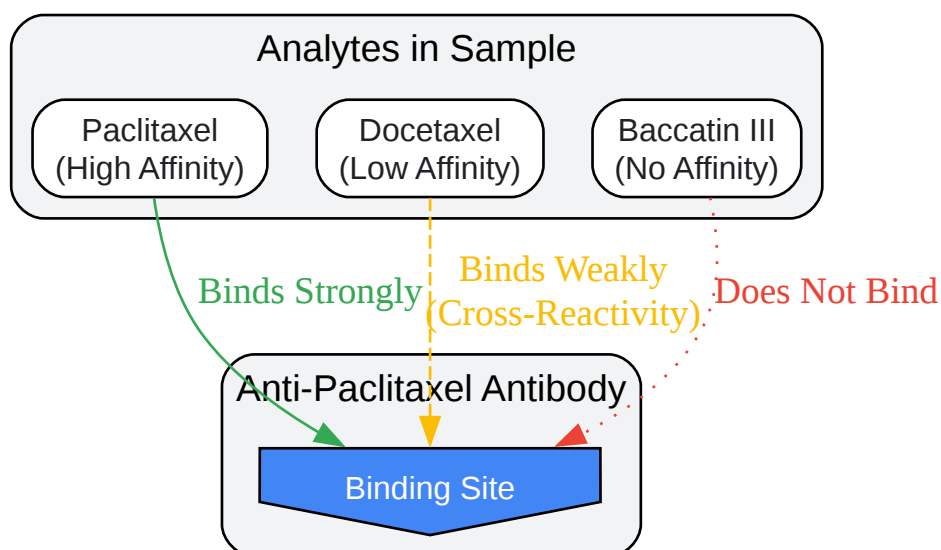 Analytes in Sample
Paclitaxel
(High Affinity)
Docetaxel
(Low Affinity)
Baccatin III
(No Affinity)
Binds Strongly
Binds Weakly
(Cross-Reactivity)
Does Not Bind
Anti-Paclitaxel Antibody
Binding Site